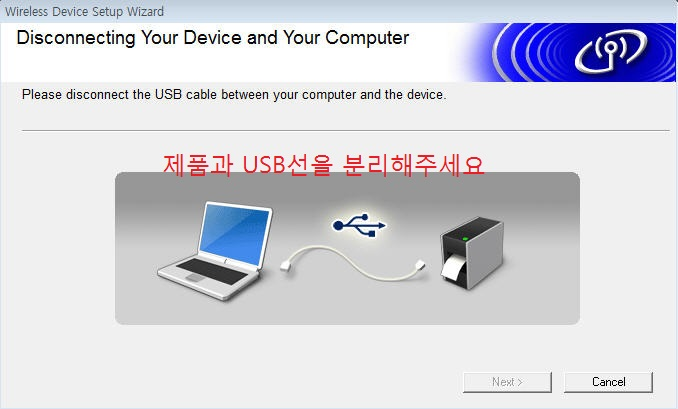 Wireless Device Setup Wizard
Disconnecting Your Device and Your Computer
Please disconnect the USB cable between your computer and the device.
제품과 USB선을 분리해주세요
Next >
Cancel